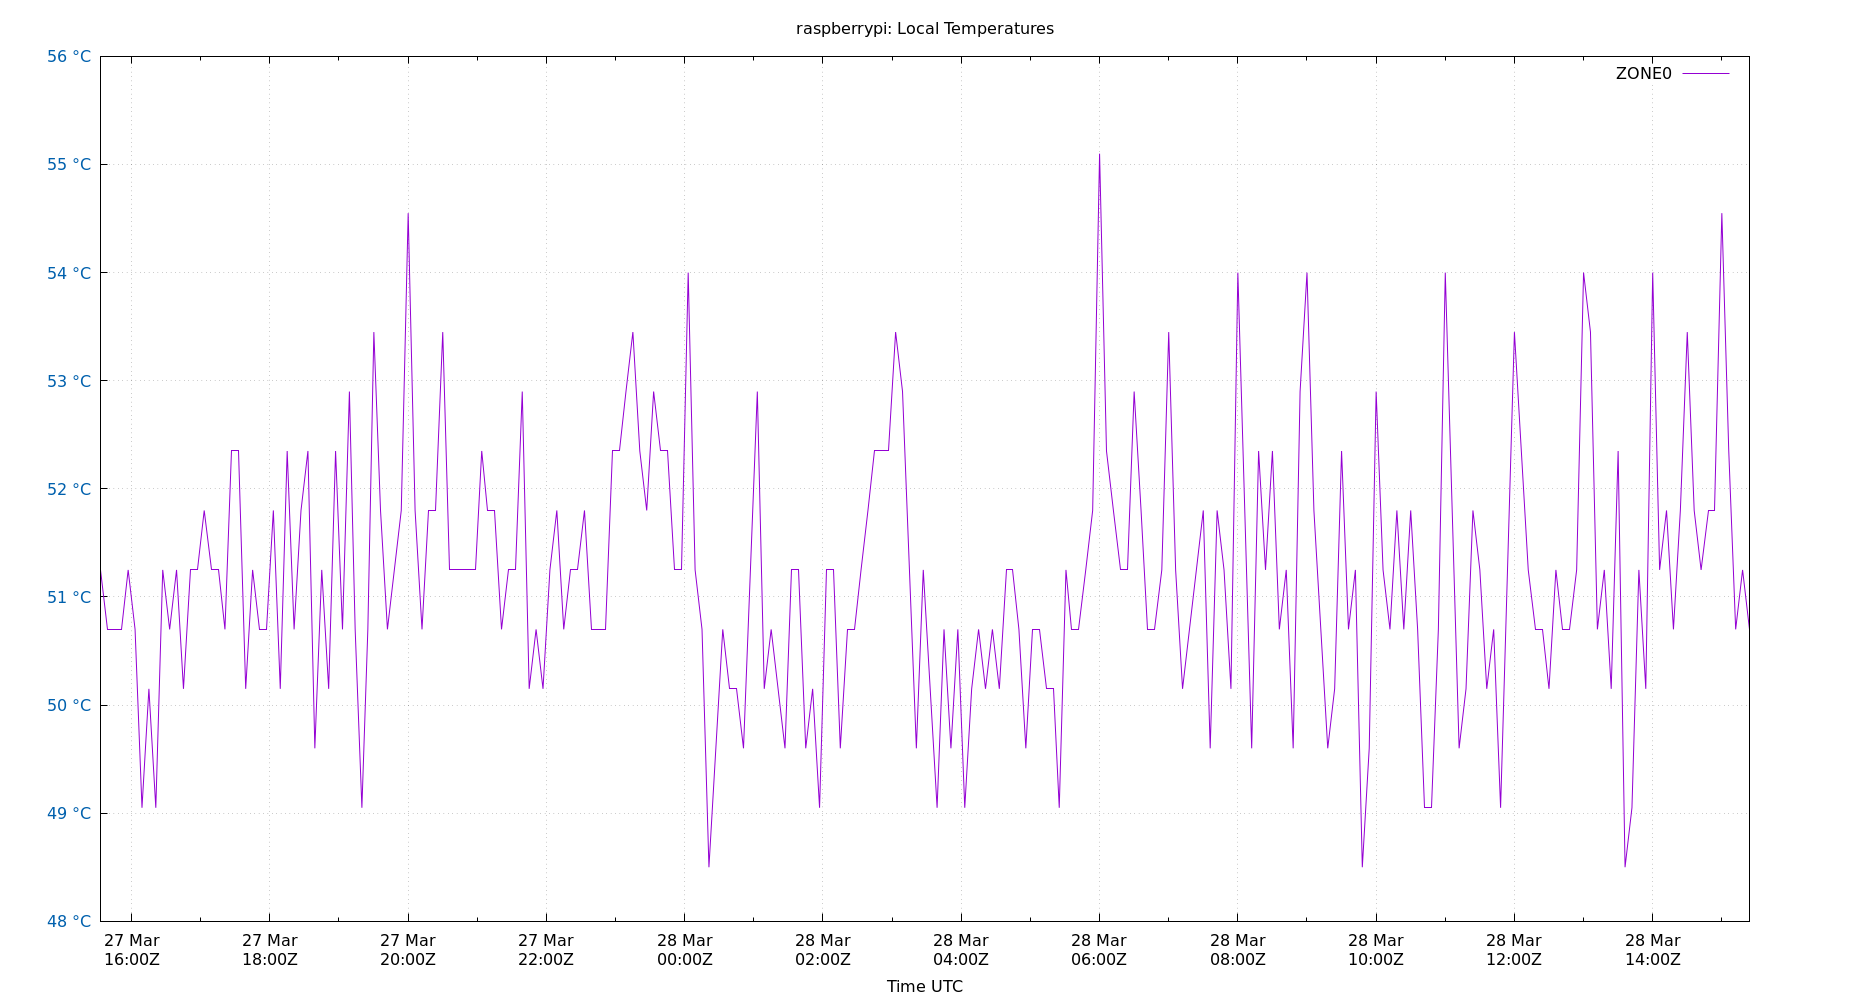 raspberrypi: Local Temperatures
56 °C
ZONE0
55 °C
54 °C
53 °C
52 °C
51 °C
50 °C
49 °C
48 °C
27 Mar 27 Mar 27 Mar 27 Mar 28 Mar 28 Mar 28 Mar 28 Mar 28 Mar 28 Mar 28 Mar 28 Mar
16:00Z 18:00Z 20:00Z 22:00Z 00:00Z 02:00Z 04:00Z 06:00Z 08:00Z 10:00Z 12:00Z 14:00Z
Time UTC